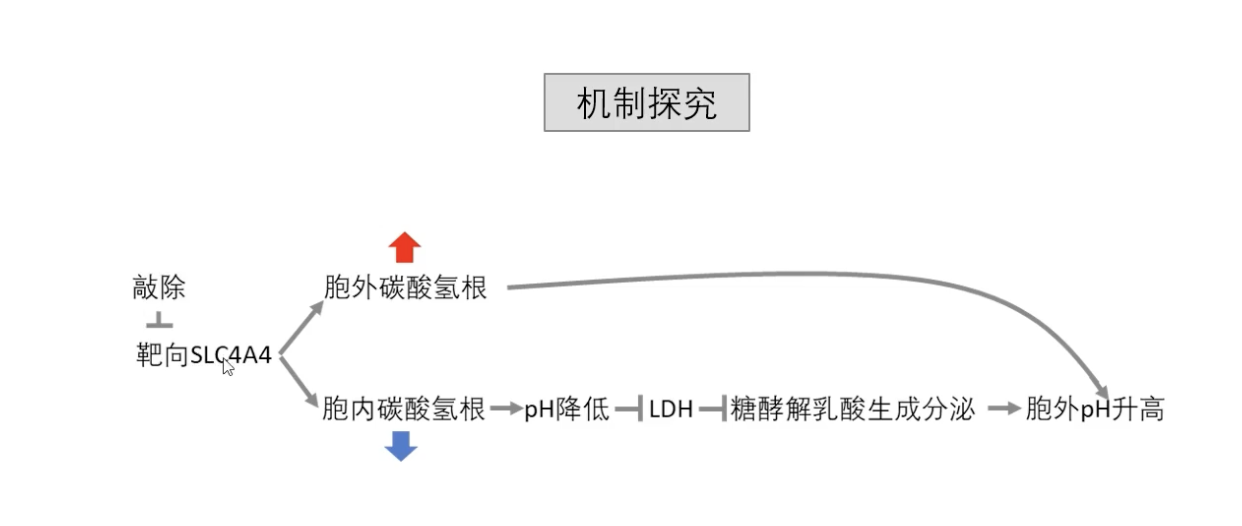 机制探究
敲除
胞外碳酸氢根
靶向SLC4A4
胞内碳酸氢根
pH降低
LDH
糖酵解乳酸生成分泌
胞外pH升高